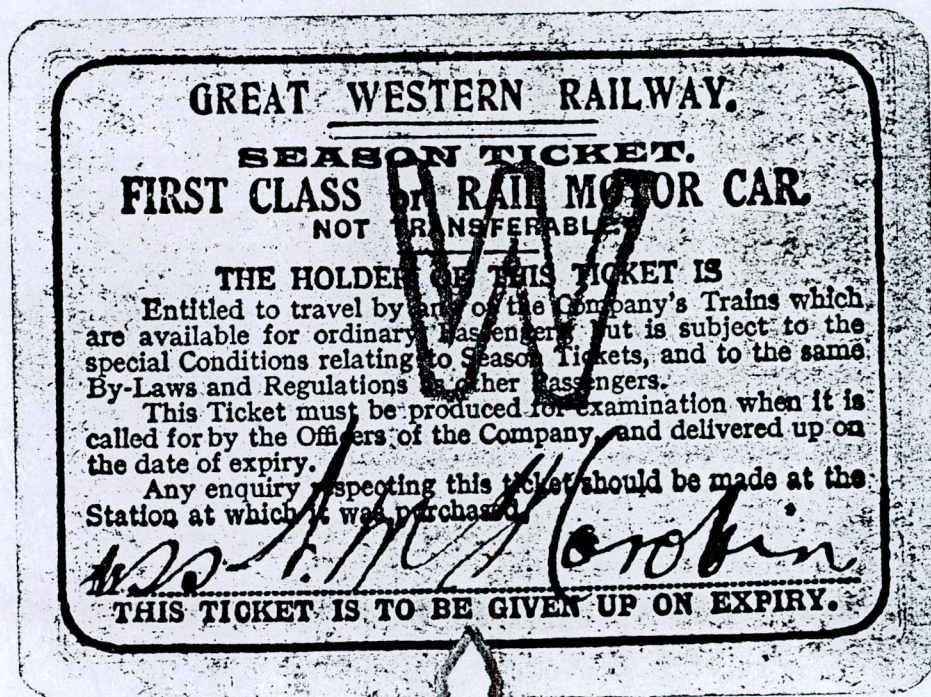 GREAT WESTERN RAILWAY.
SEASON TICKET.
FIRST CLASS or RAIL MOTOR CAR.
NOT TRANSFERABLE.
W
THE HOLDER OF THIS TICKET IS
Entitled to travel by any of the Company's Trains which
are available for ordinary Passengers but is subject to the
special Conditions relating to Season Tickets, and to the same
By-Laws and Regulations as other Passengers.
This Ticket must be produced for examination when it is
called for by the Officers of the Company, and delivered up on
the date of expiry.
Any enquiry respecting this ticket should be made at the
Station at which it was purchased.
THIS TICKET IS TO BE GIVEN UP ON EXPIRY.